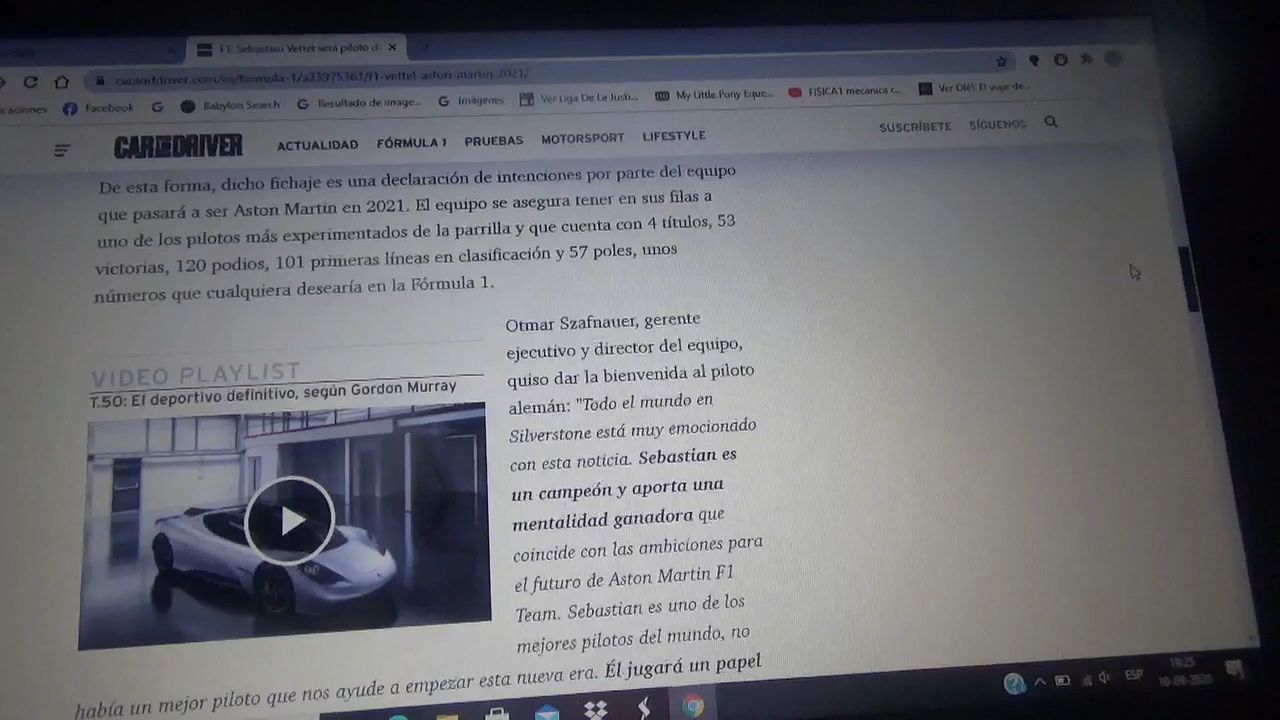 F1: Sebastian Vettel será piloto d
caranddriver.com/es/formula-1/a33975363/f1-vettel-aston-martin-2021/
Facebook
Babylon Search
Resultado de image...
Imágenes
Ver Liga De La Justi...
My Little Pony Eque...
FISICA1 mecanica c...
Ver Olé! El viaje de...
CAR AND DRIVER
ACTUALIDAD FÓRMULA 1 PRUEBAS MOTORSPORT LIFESTYLE
SUSCRÍBETE SÍGUENOS
De esta forma, dicho fichaje es una declaración de intenciones por parte del equipo
que pasará a ser Aston Martin en 2021. El equipo se asegura tener en sus filas a
uno de los pilotos más experimentados de la parrilla y que cuenta con 4 títulos, 53
victorias, 120 podios, 101 primeras líneas en clasificación y 57 poles, unos
números que cualquiera desearía en la Fórmula 1.
VIDEO PLAYLIST
T.50: El deportivo definitivo, según Gordon Murray
Otmar Szafnauer, gerente
ejecutivo y director del equipo,
quiso dar la bienvenida al piloto
alemán: "Todo el mundo en
Silverstone está muy emocionado
con esta noticia. Sebastian es
un campeón y aporta una
mentalidad ganadora que
coincide con las ambiciones para
el futuro de Aston Martin F1
Team. Sebastian es uno de los
mejores pilotos del mundo, no
había un mejor piloto que nos ayude a empezar esta nueva era. Él jugará un papel
ESP
19:25
10-09-2020